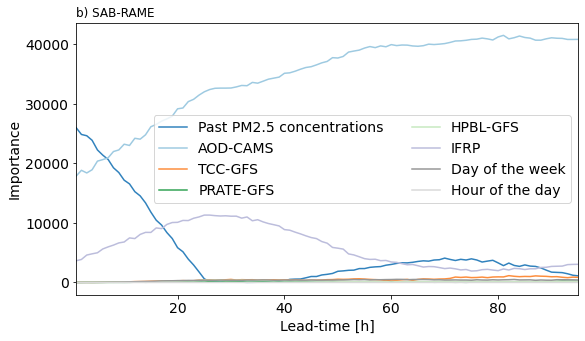 b) SAB-RAME
40000
30000
20000
10000
0
Importance
Past PM2.5 concentrations
AOD-CAMS
TCC-GFS
PRATE-GFS
HPBL-GFS
IFRP
Day of the week
Hour of the day
20 40 60 80
Lead-time [h]